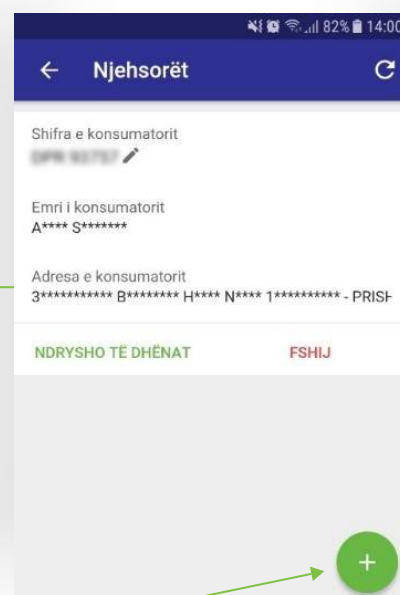 82% 14:00
Njehsorët
Shifra e konsumatorit
Emri i konsumatorit
A**** S*******
Adresa e konsumatorit
3*********** B******** H**** N**** 1********** - PRISH
NDRYSHO TË DHËNAT FSHIJ
+